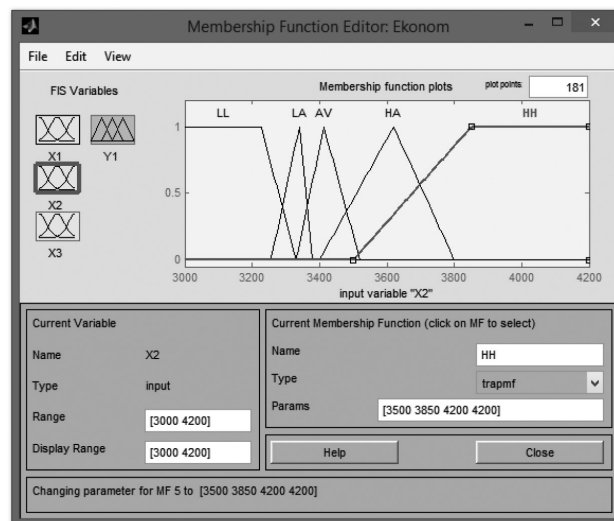 Membership Function Editor: Ekonom
File Edit View
FIS Variables
Membership function plots
plot points:
181
X1
Y1
X2
X3
LL LA AV HA HH
1
0.5
0
3000 3200 3400 3600 3800 4000 4200
input variable "X2"
Current Variable
Name X2
Type input
Range [3000 4200]
Display Range [3000 4200]
Current Membership Function (click on MF to select)
Name HH
Type trapmf
Params [3500 3850 4200 4200]
Help Close
Changing parameter for MF 5 to [3500 3850 4200 4200]